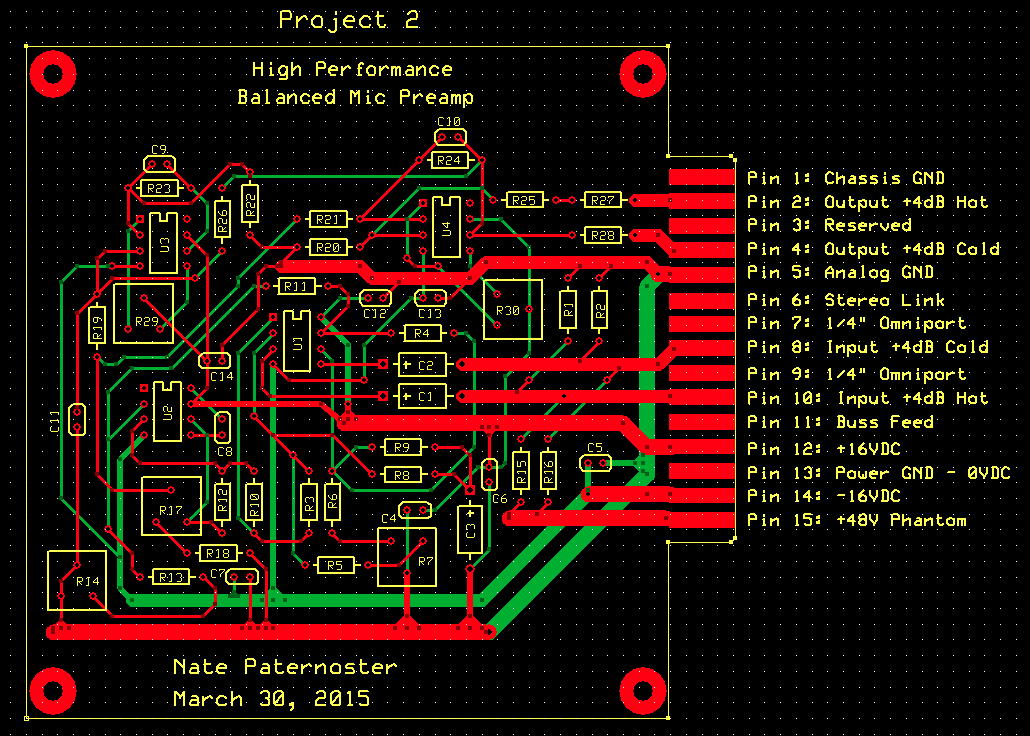 Project 2
High Performance
Balanced Mic Preamp
C10
C9
R24
R23
R22
R25
R27
R26
R21
U4
U3
R20
R28
R11
R29
C12
C13
R30
R1
R2
R19
R4
U1
C14
C2
U2
C1
C11
C8
R9
C5
R8
R15
R16
C6
R12
R10
R3
R6
R17
C4
C3
R18
R7
R5
R14
R13
C7
Pin 1: Chassis GND
Pin 2: Output +4dB Hot
Pin 3: Reserved
Pin 4: Output +4dB Cold
Pin 5: Analog GND
Pin 6: Stereo Link
Pin 7: 1/4" Omniport
Pin 8: Input +4dB Cold
Pin 9: 1/4" Omniport
Pin 10: Input +4dB Hot
Pin 11: Buss Feed
Pin 12: +16VDC
Pin 13: Power GND - 0VDC
Pin 14: -16VDC
Pin 15: +48V Phantom
Nate Paternoster
March 30, 2015